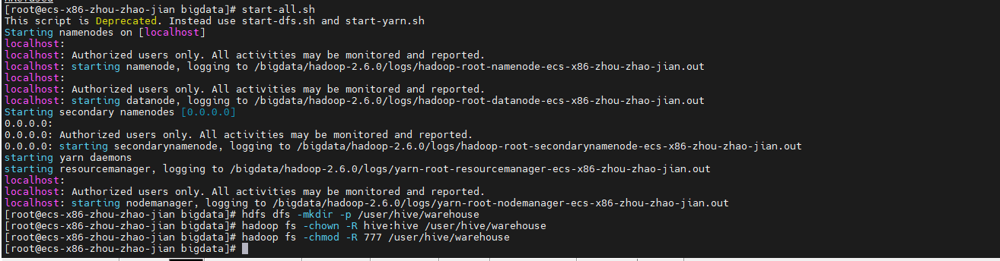 [root@ecs-x86-zhou-zhao-jian bigdata]# start-all.sh
This script is Deprecated. Instead use start-dfs.sh and start-yarn.sh
Starting namenodes on [localhost]
localhost:
localhost: Authorized users only. All activities may be monitored and reported.
localhost: starting namenode, logging to /bigdata/hadoop-2.6.0/logs/hadoop-root-namenode-ecs-x86-zhou-zhao-jian.out
localhost:
localhost: Authorized users only. All activities may be monitored and reported.
localhost: starting datanode, logging to /bigdata/hadoop-2.6.0/logs/hadoop-root-datanode-ecs-x86-zhou-zhao-jian.out
Starting secondary namenodes [0.0.0.0]
0.0.0.0:
0.0.0.0: Authorized users only. All activities may be monitored and reported.
0.0.0.0: starting secondarynamenode, logging to /bigdata/hadoop-2.6.0/logs/hadoop-root-secondarynamenode-ecs-x86-zhou-zhao-jian.out
starting yarn daemons
starting resourcemanager, logging to /bigdata/hadoop-2.6.0/logs/yarn-root-resourcemanager-ecs-x86-zhou-zhao-jian.out
localhost:
localhost: Authorized users only. All activities may be monitored and reported.
localhost: starting nodemanager, logging to /bigdata/hadoop-2.6.0/logs/yarn-root-nodemanager-ecs-x86-zhou-zhao-jian.out
[root@ecs-x86-zhou-zhao-jian bigdata]# hdfs dfs -mkdir -p /user/hive/warehouse
[root@ecs-x86-zhou-zhao-jian bigdata]# hadoop fs -chown -R hive:hive /user/hive/warehouse
[root@ecs-x86-zhou-zhao-jian bigdata]# hadoop fs -chmod -R 777 /user/hive/warehouse
[root@ecs-x86-zhou-zhao-jian bigdata]#